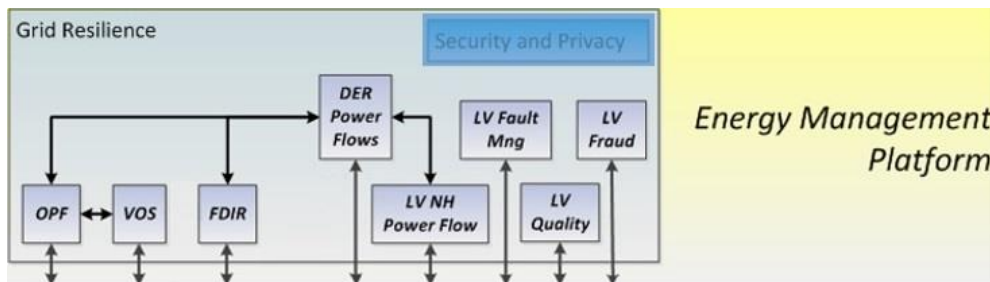 Grid Resilience
Security and Privacy
DER
Power
Flows
LV Fault
Mng
LV
Fraud
Energy Management
Platform
OPF
VOS
FDIR
LV NH
Power Flow
LV
Quality